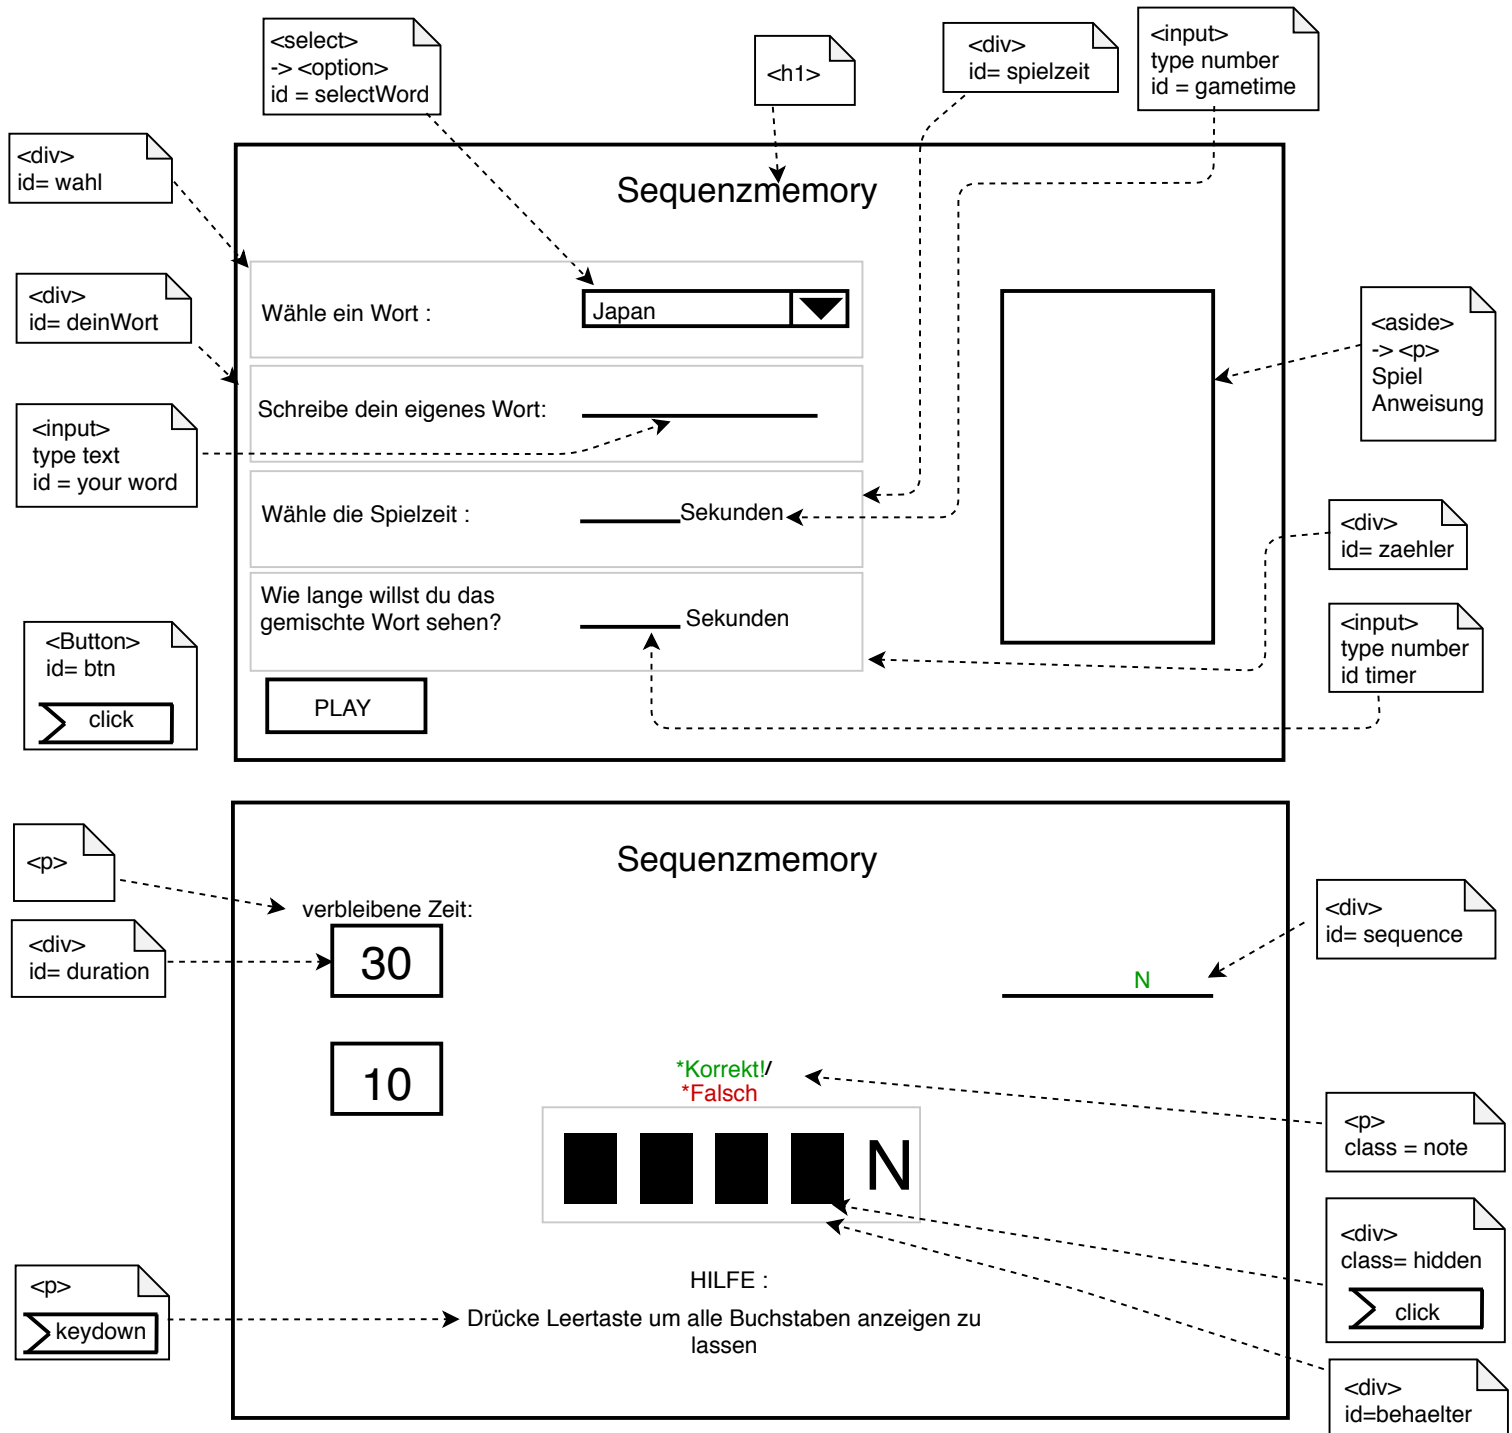 <select>
-> <option>
id = selectWord
<h1>
<div>
id= spielzeit
<input>
type number
id = gametime
<div>
id= wahl
Sequenzmemory
<div>
id= deinWort
Wähle ein Wort :
Japan
<aside>
-> <p>
Spiel
Anweisung
<input>
type text
id = your word
Schreibe dein eigenes Wort:
Wähle die Spielzeit :
Sekunden
<div>
id= zaehler
Wie lange willst du das
gemischte Wort sehen?
Sekunden
<input>
type number
id timer
<Button>
id= btn
click
PLAY
<p>
Sequenzmemory
verbleibene Zeit:
<div>
id= duration
30
<div>
id= sequence
N
10
*Korrekt!/
*Falsch
<p>
class = note
N
<div>
class= hidden
click
<p>
keydown
HILFE :
Drücke Leertaste um alle Buchstaben anzeigen zu
lassen
<div>
id=behaelter